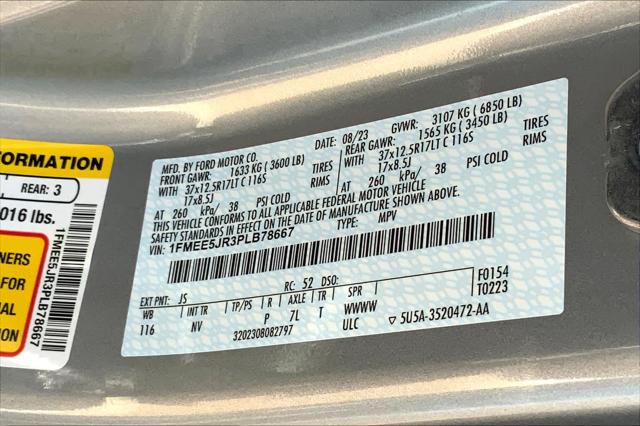 FORMATION
REAR: 3
016 lbs.
ERS
FOR
NAL
1FMEE5JR3PLB78667
MFD. BY FORD MOTOR CO.
DATE: 08/23 GVWR: 3107 KG ( 6850 LB)
FRONT GAWR: 1633 KG ( 3600 LB)
REAR GAWR: 1565 KG ( 3450 LB)
WITH 37x12.5R17LT C 116S TIRES
37x12.5R17LT C 116S TIRES
17x8.5J RIMS
17x8.5J RIMS
AT 260 kPa/ 38 PSI COLD
AT 260 kPa/ 38 PSI COLD
THIS VEHICLE CONFORMS TO ALL APPLICABLE FEDERAL MOTOR VEHICLE
SAFETY STANDARDS IN EFFECT ON THE DATE OF MANUFACTURE SHOWN ABOVE.
VIN: 1FMEE5JR3PLB78667 TYPE: MPV
EXT PNT: JS RC: 52 DSO: F0154
WB INT TR TP/PS R AXLE TR SPR T0223
116 NV P 7L T WWWW
3202308082797 ULC 5U5A-3520472-AA